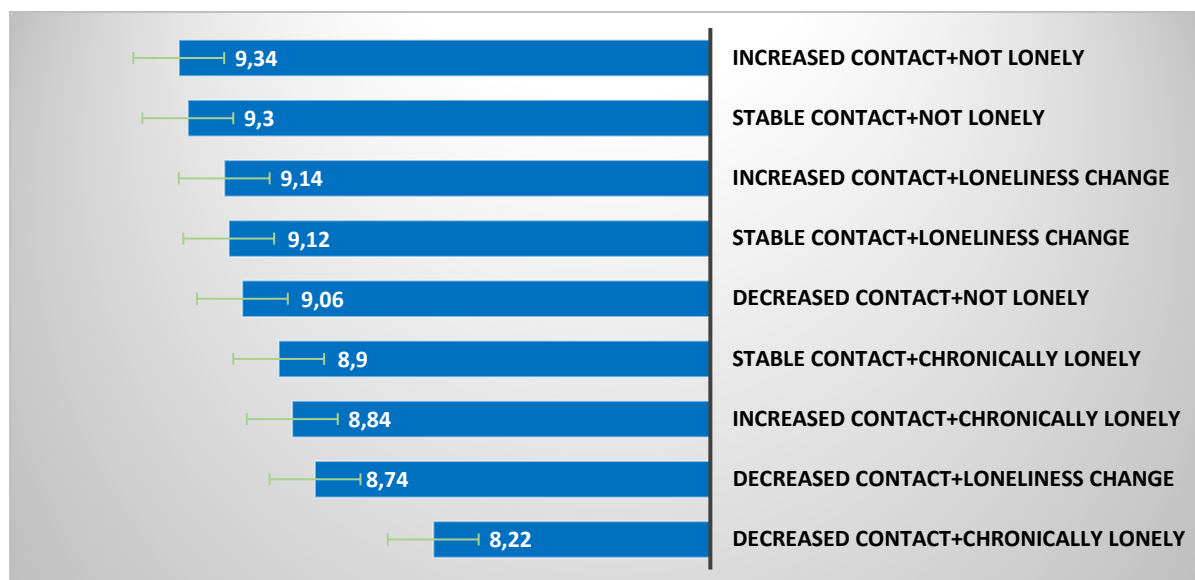 9,34 INCREASED CONTACT+NOT LONELY
9,3 STABLE CONTACT+NOT LONELY
9,14 INCREASED CONTACT+LONELINESS CHANGE
9,12 STABLE CONTACT+LONELINESS CHANGE
9,06 DECREASED CONTACT+NOT LONELY
8,9 STABLE CONTACT+CHRONICALLY LONELY
8,84 INCREASED CONTACT+CHRONICALLY LONELY
8,74 DECREASED CONTACT+LONELINESS CHANGE
8,22 DECREASED CONTACT+CHRONICALLY LONELY